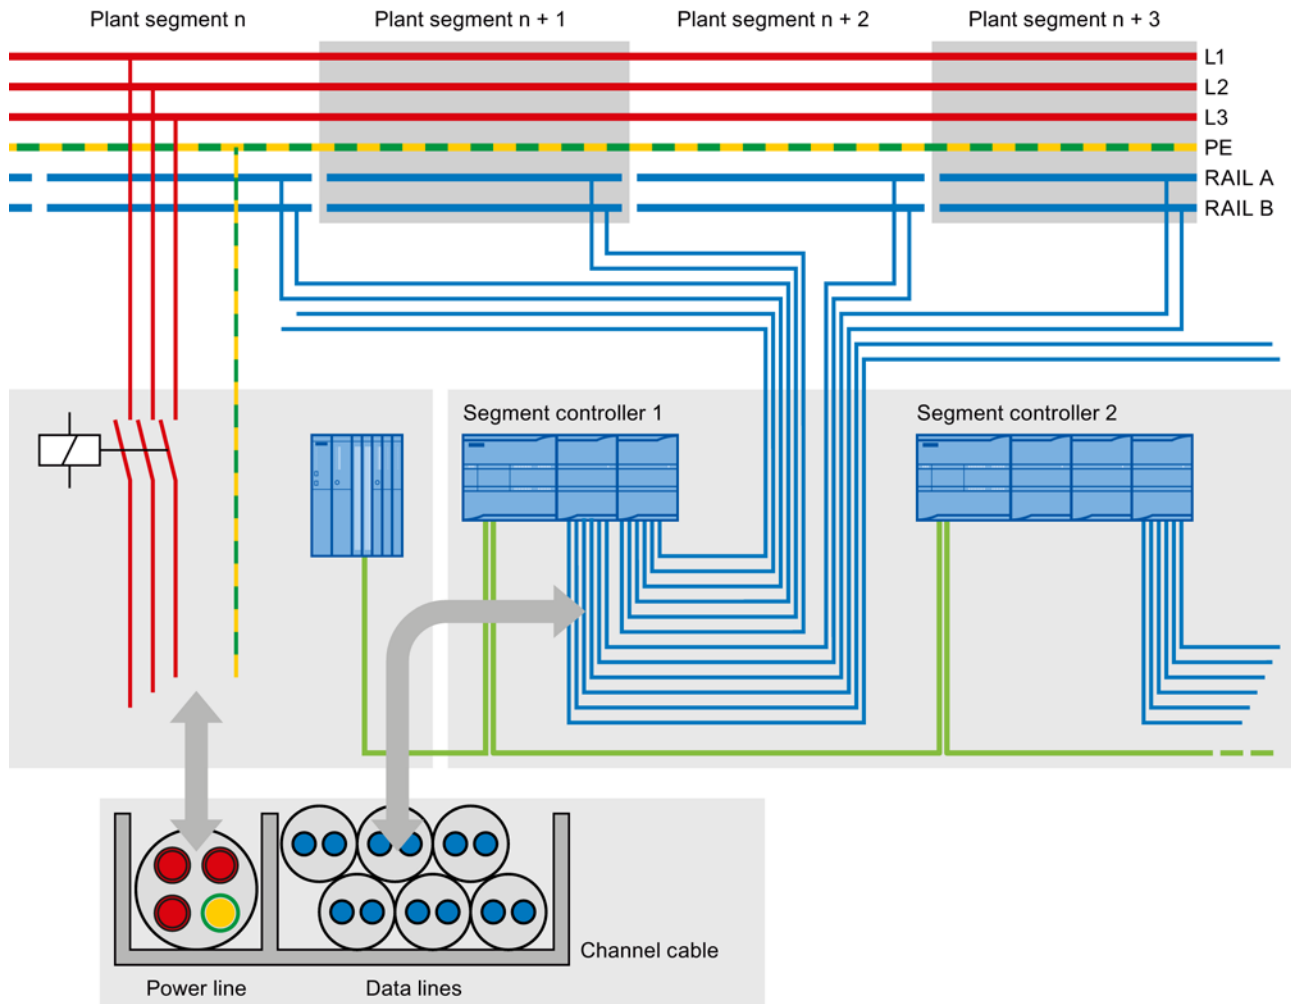 Plant segment n
Plant segment n + 1
Plant segment n + 2
Plant segment n + 3
L1
L2
L3
PE
RAIL A
RAIL B
Segment controller 1
Segment controller 2
Channel cable
Power line
Data lines